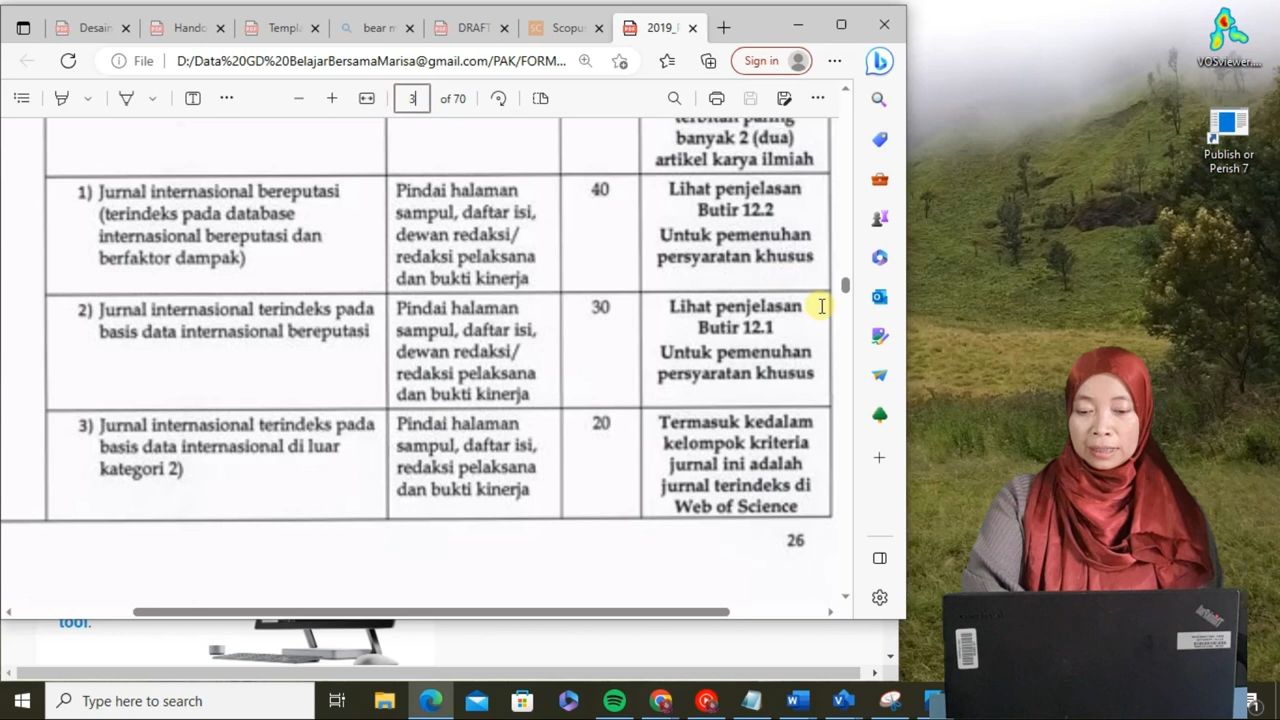 Desain
Hando
Templ
bear m
DRAFT
SC Scopus
2019_
File
D:/Data%20GD%20BelajarBersamaMarisa@gmail.com/PAK/FORM...
Sign in
3 of 70
terbitan paling
banyak 2 (dua)
artikel karya ilmiah
1) Jurnal internasional bereputasi
(terindeks pada database
internasional bereputasi dan
berfaktor dampak)
Pindai halaman
sampul, daftar isi,
dewan redaksi/
redaksi pelaksana
dan bukti kinerja
40
Lihat penjelasan
Butir 12.2
Untuk pemenuhan
persyaratan khusus
2) Jurnal internasional terindeks pada
basis data internasional bereputasi
Pindai halaman
sampul, daftar isi,
dewan redaksi/
redaksi pelaksana
dan bukti kinerja
30
Lihat penjelasan
Butir 12.1
Untuk pemenuhan
persyaratan khusus
3) Jurnal internasional terindeks pada
basis data internasional di luar
kategori 2)
Pindai halaman
sampul, daftar isi,
redaksi pelaksana
dan bukti kinerja
20
Termasuk kedalam
kelompok kriteria
jurnal ini adalah
jurnal terindeks di
Web of Science
26
tool.
Type here to search
VOSviewer....
Publish or
Perish 7